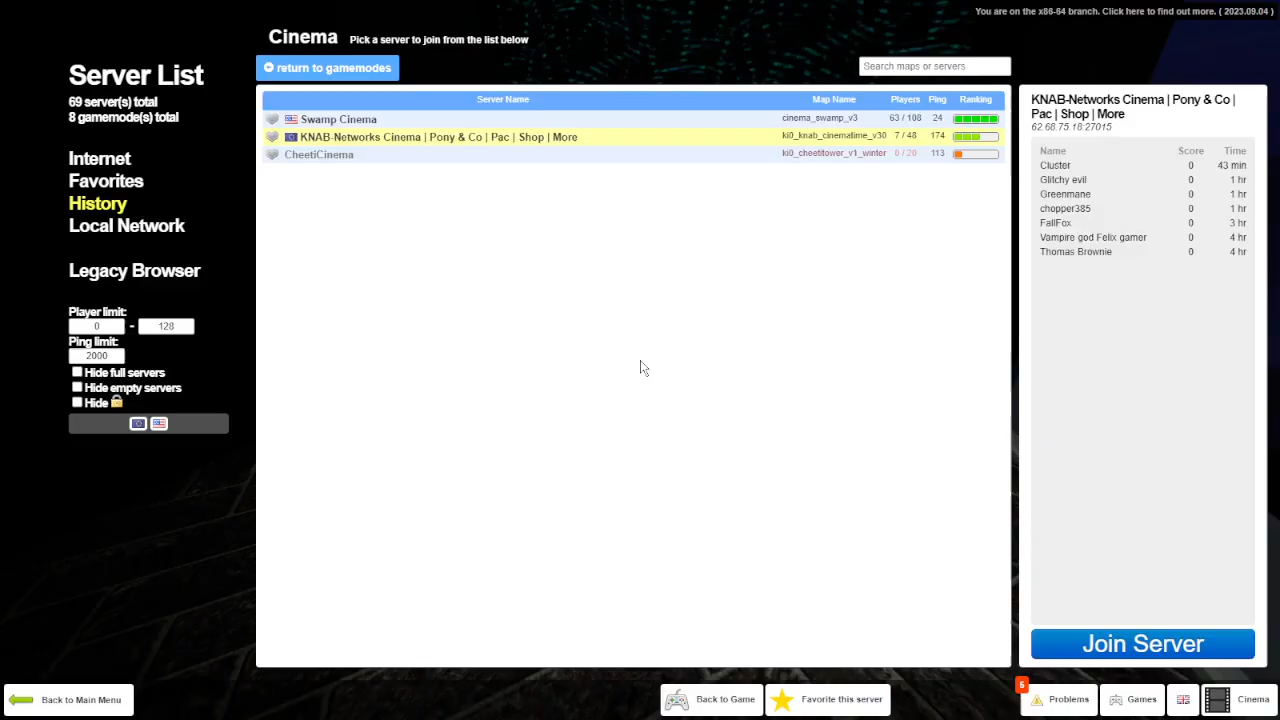 You are on the x86-64 branch. Click here to find out more. ( 2023.09.04 )
Cinema Pick a server to join from the list below
return to gamemodes
Search maps or servers
Server List
69 server(s) total
8 gamemode(s) total
Internet
Favorites
History
Local Network
Legacy Browser
Player limit:
0 - 128
Ping limit:
2000
Hide full servers
Hide empty servers
Hide
Server Name Map Name Players Ping Ranking
Swamp Cinema cinema_swamp_v3 63 / 108 24
KNAB-Networks Cinema | Pony & Co | Pac | Shop | More ki0_knab_cinematime_v30 7 / 48 174
CheetiCinema ki0_cheetitower_v1_winter 0 / 20 113
KNAB-Networks Cinema | Pony & Co |
Pac | Shop | More
62.68.75.18:27015
Name Score Time
Cluster 0 43 min
Glitchy evil 0 1 hr
Greenmane 0 1 hr
chopper385 0 1 hr
FallFox 0 3 hr
Vampire god Felix gamer 0 4 hr
Thomas Brownie 0 4 hr
Join Server
Back to Main Menu
Back to Game
Favorite this server
6
Problems
Games
Cinema